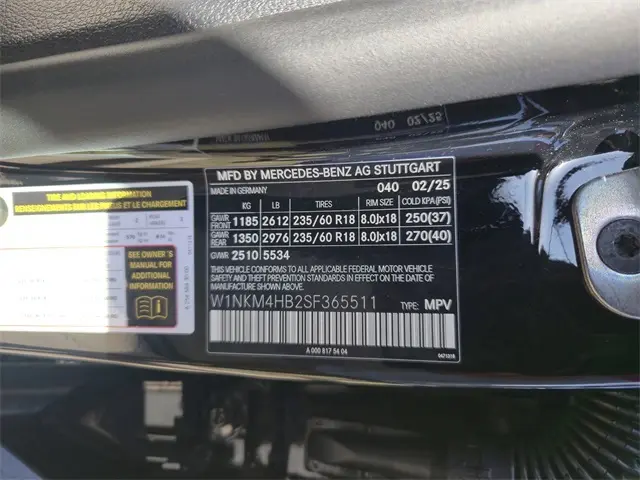 040 02/25
MFD BY MERCEDES-BENZ AG STUTTGART
MADE IN GERMANY 040 02/25
KG LB TIRES RIM SIZE COLD KPA(PSI)
GAWR FRONT 1185 2612 235/60 R18 8.0Jx18 250(37)
GAWR REAR 1350 2976 235/60 R18 8.0Jx18 270(40)
GVWR 2510 5534
THIS VEHICLE CONFORMS TO ALL APPLICABLE FEDERAL MOTOR VEHICLE
SAFETY AND THEFT PREVENTION STANDARDS IN EFFECT ON THE DATE
OF MANUFACTURE SHOWN ABOVE.
W1NKM4HB2SF365511 TYPE: MPV
A 000 817 56 04
TIRE AND LOADING INFORMATION
RENSEIGNEMENTS SUR LES PNEUS ET LE CHARGEMENT
SEE OWNER'S
MANUAL FOR
ADDITIONAL
INFORMATION